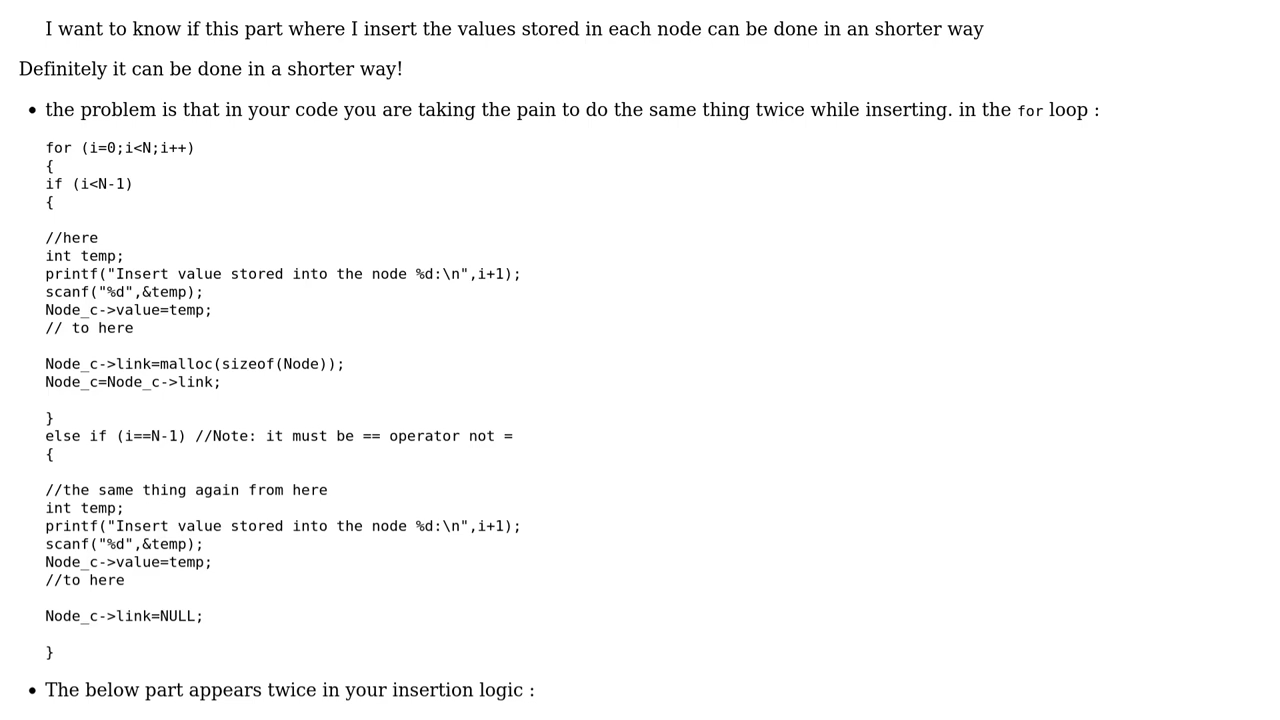 I want to know if this part where I insert the values stored in each node can be done in an shorter way
Definitely it can be done in a shorter way!
• the problem is that in your code you are taking the pain to do the same thing twice while inserting. in the for loop :
for (i=0;i<N;i++)
{
if (i<N-1)
{
//here
int temp;
printf("Insert value stored into the node %d:\n",i+1);
scanf("%d",&temp);
Node_c->value=temp;
// to here
Node_c->link=malloc(sizeof(Node));
Node_c=Node_c->link;
}
else if (i==N-1) //Note: it must be == operator not =
{
//the same thing again from here
int temp;
printf("Insert value stored into the node %d:\n",i+1);
scanf("%d",&temp);
Node_c->value=temp;
//to here
Node_c->link=NULL;
}
• The below part appears twice in your insertion logic :